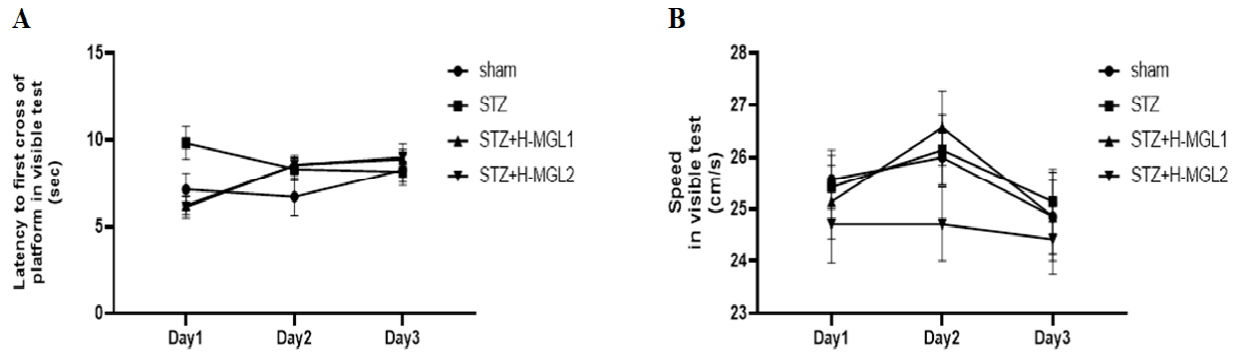 A
Latency to first cross of
platform in visible test
(sec)
15
10
5
0
Day1 Day2 Day3
sham
STZ
STZ+H-MGL1
STZ+H-MGL2
B
Speed
in visible test
(cm/s)
28
27
26
25
24
23
Day1 Day2 Day3
sham
STZ
STZ+H-MGL1
STZ+H-MGL2